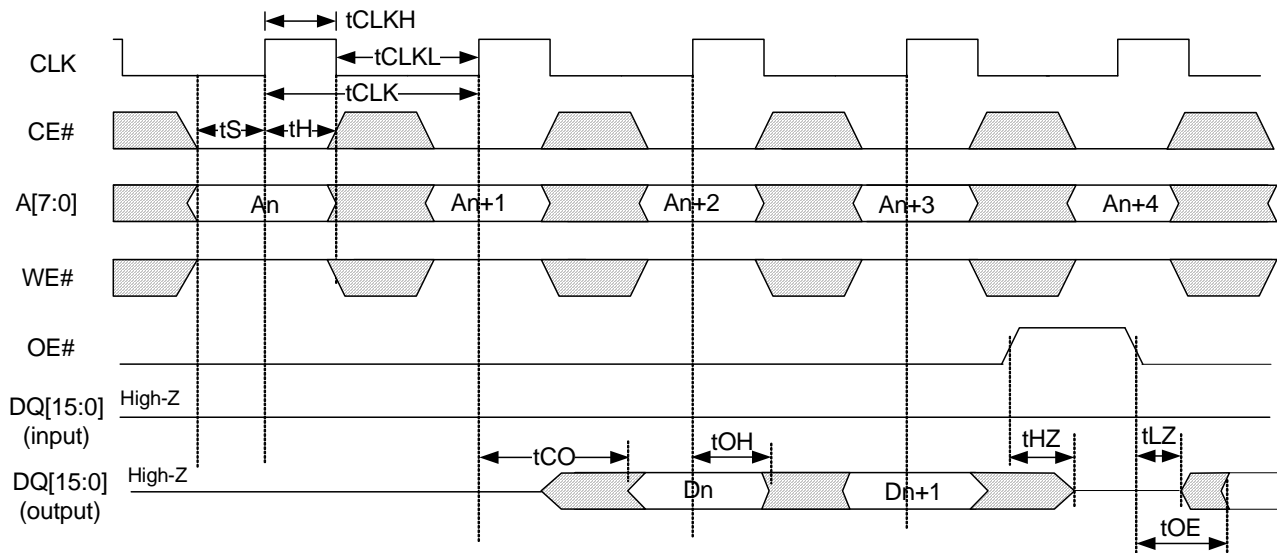 tCLKH
CLK
tCLKL
tCLK
CE#
tS
tH
A[7:0]
An
An+1
An+2
An+3
An+4
WE#
OE#
DQ[15:0]
(input)
High-Z
DQ[15:0]
(output)
High-Z
tCO
tOH
tHZ
tLZ
Dn
Dn+1
tOE